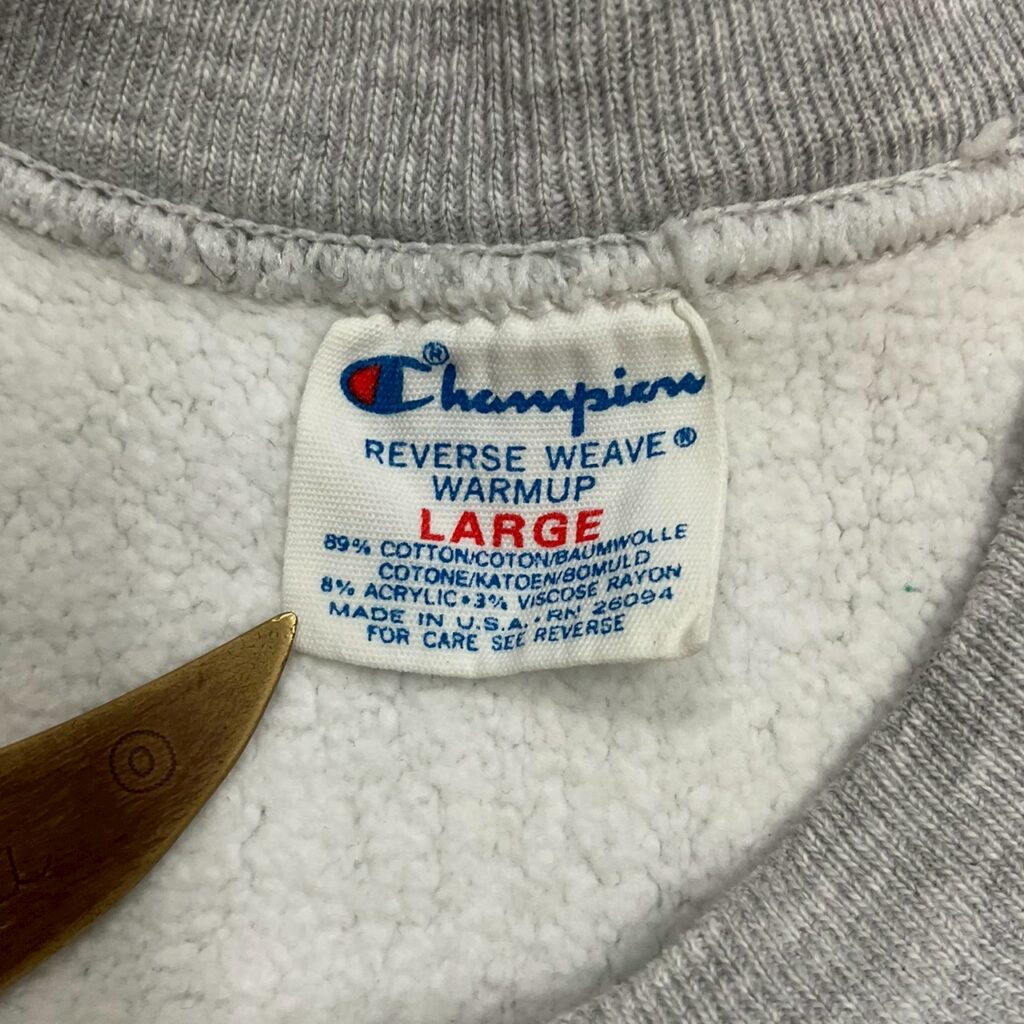 Champion®
REVERSE WEAVE®
WARMUP
LARGE
89% COTTON/COTON/BAUMWOLLE
COTONE/KATOEN/BOMULD
8% ACRYLIC • 3% VISCOSE RAYON
MADE IN U.S.A. • RN 26094
FOR CARE SEE REVERSE